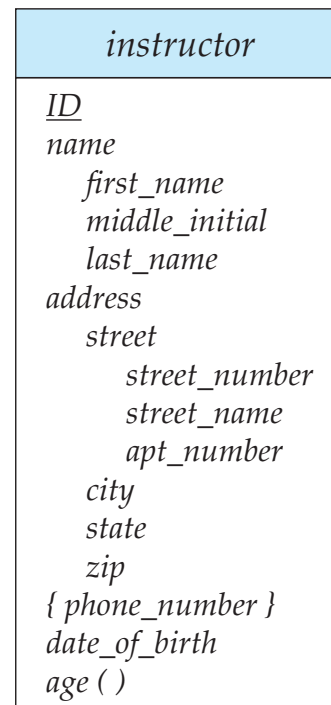 instructor
ID
name
first_name
middle_initial
last_name
address
street
street_number
street_name
apt_number
city
state
zip
{ phone_number }
date_of_birth
age ( )